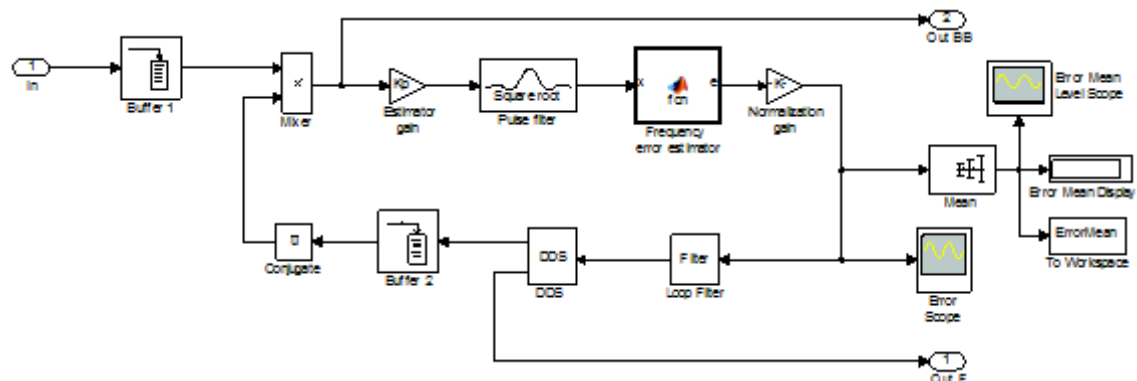 1
In
Buffer 1
x
Mixer
Kp
Estimator
gain
Square root
Pulse filter
x
fcn
e
Frequency
error estimator
K-
Normalization
gain
2
Out BB
Error Mean
Level Scope
Mean
Error Mean Display
ErrorMean
To Workspace
Error
Scope
Filter
Loop Filter
DDS
DDS
Buffer 2
Conjugate
1
Out F